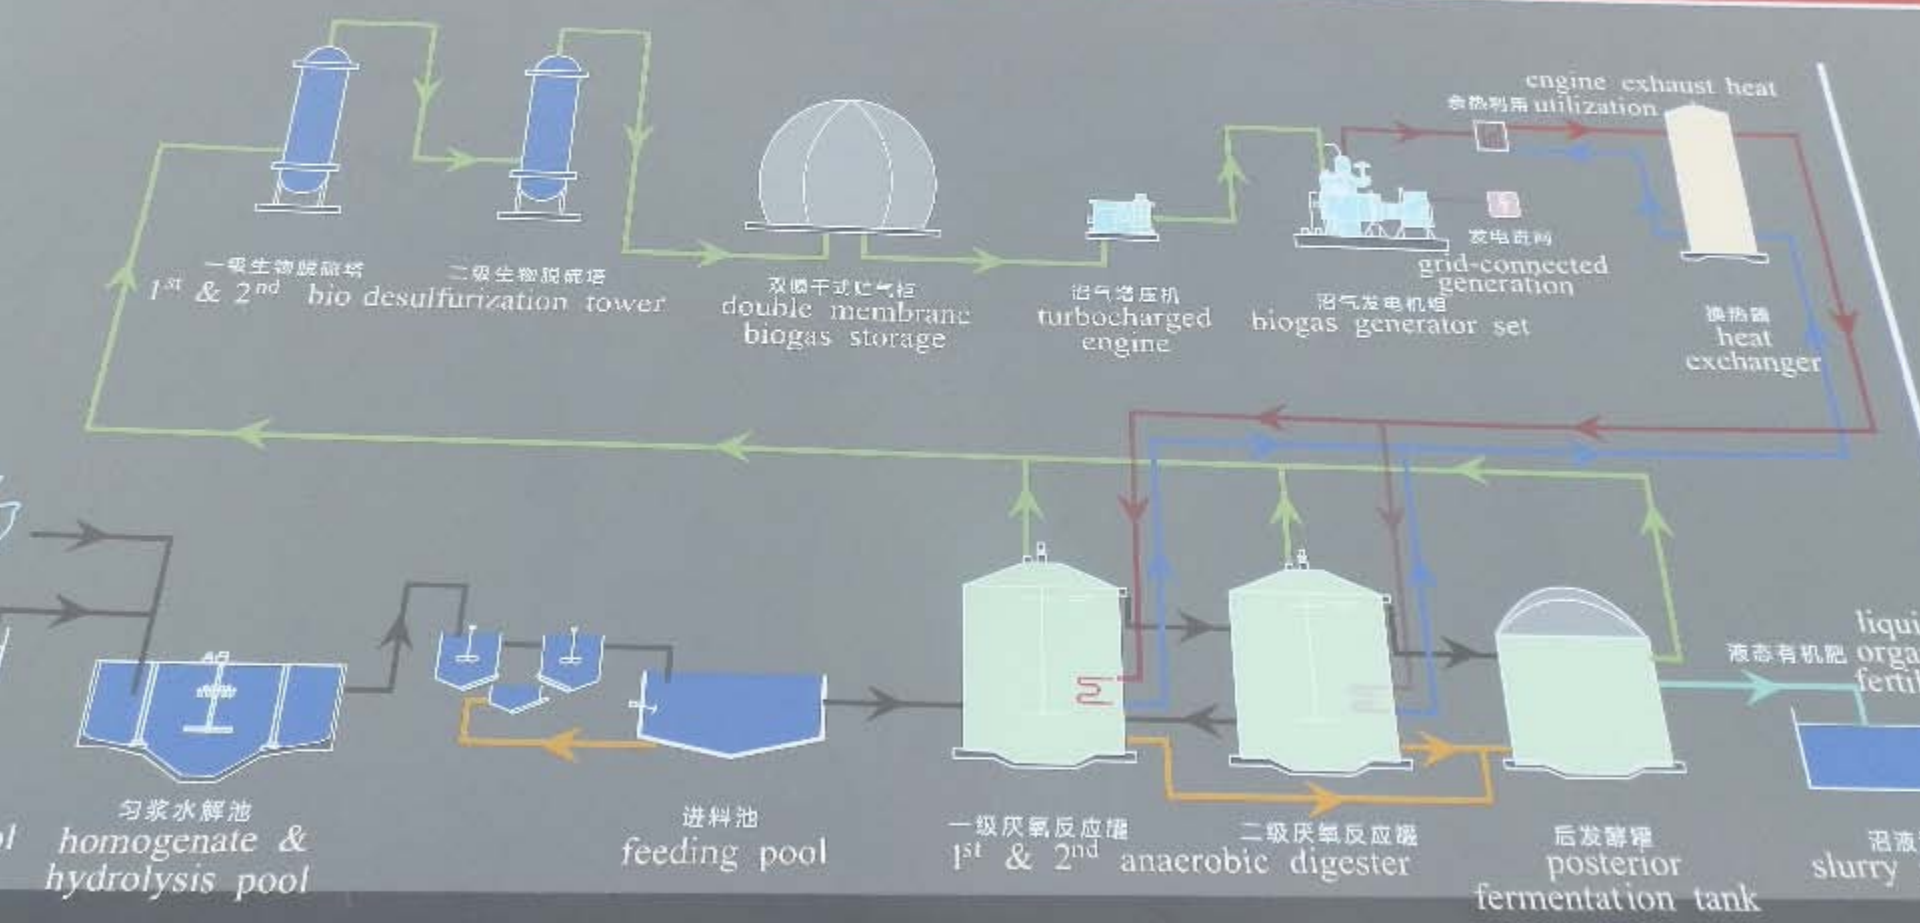 engine exhaust heat
余热利用 utilization
一级生物脱硫塔
二级生物脱硫塔
1st & 2nd bio desulfurization tower
双膜干式贮气柜
double membrane
biogas storage
沼气增压机
turbocharged
engine
发电进网
grid-connected
generation
沼气发电机组
biogas generator set
换热器
heat
exchanger
液态有机肥
匀浆水解池
homogenate &
hydrolysis pool
进料池
feeding pool
一级厌氧反应罐
二级厌氧反应罐
1st & 2nd anaerobic digester
后发酵罐
posterior
fermentation tank
沼液
slurry